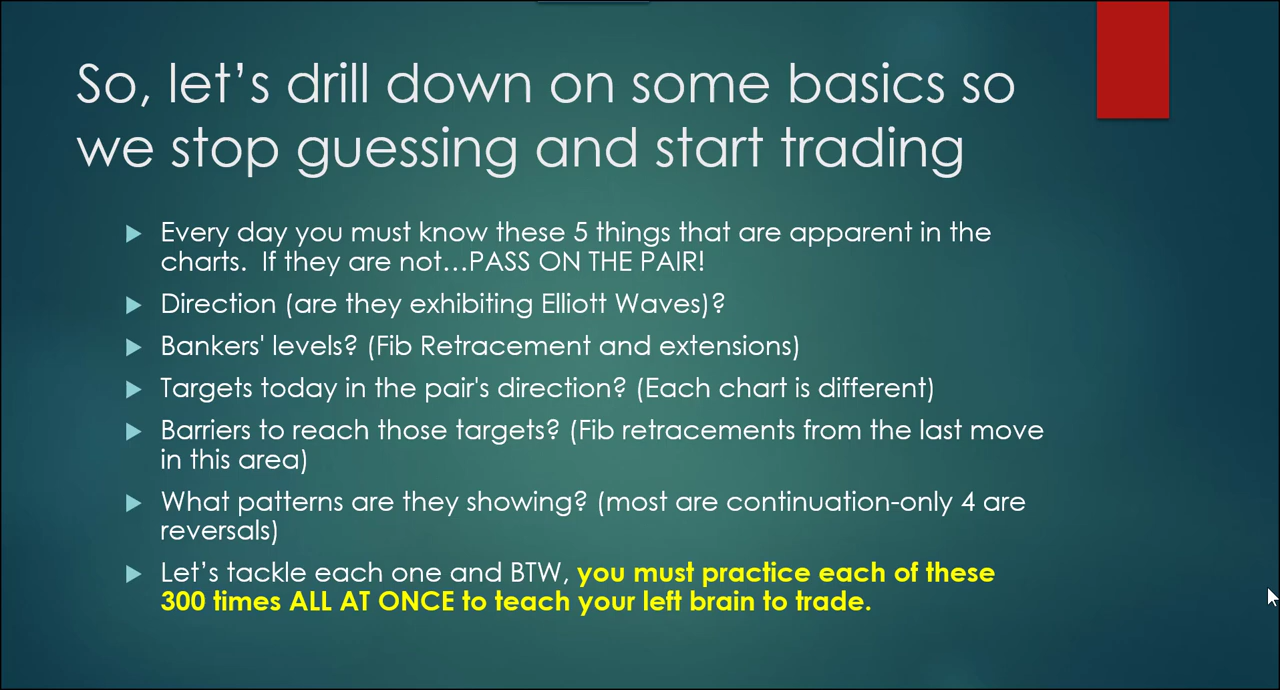 So, let’s drill down on some basics so
we stop guessing and start trading
Every day you must know these 5 things that are apparent in the
charts.  If they are not…PASS ON THE PAIR!
Direction (are they exhibiting Elliott Waves)?
Bankers' levels? (Fib Retracement and extensions)
Targets today in the pair's direction? (Each chart is different)
Barriers to reach those targets? (Fib retracements from the last move
in this area)
What patterns are they showing? (most are continuation-only 4 are
reversals)
Let’s tackle each one and BTW, you must practice each of these
300 times ALL AT ONCE to teach your left brain to trade.